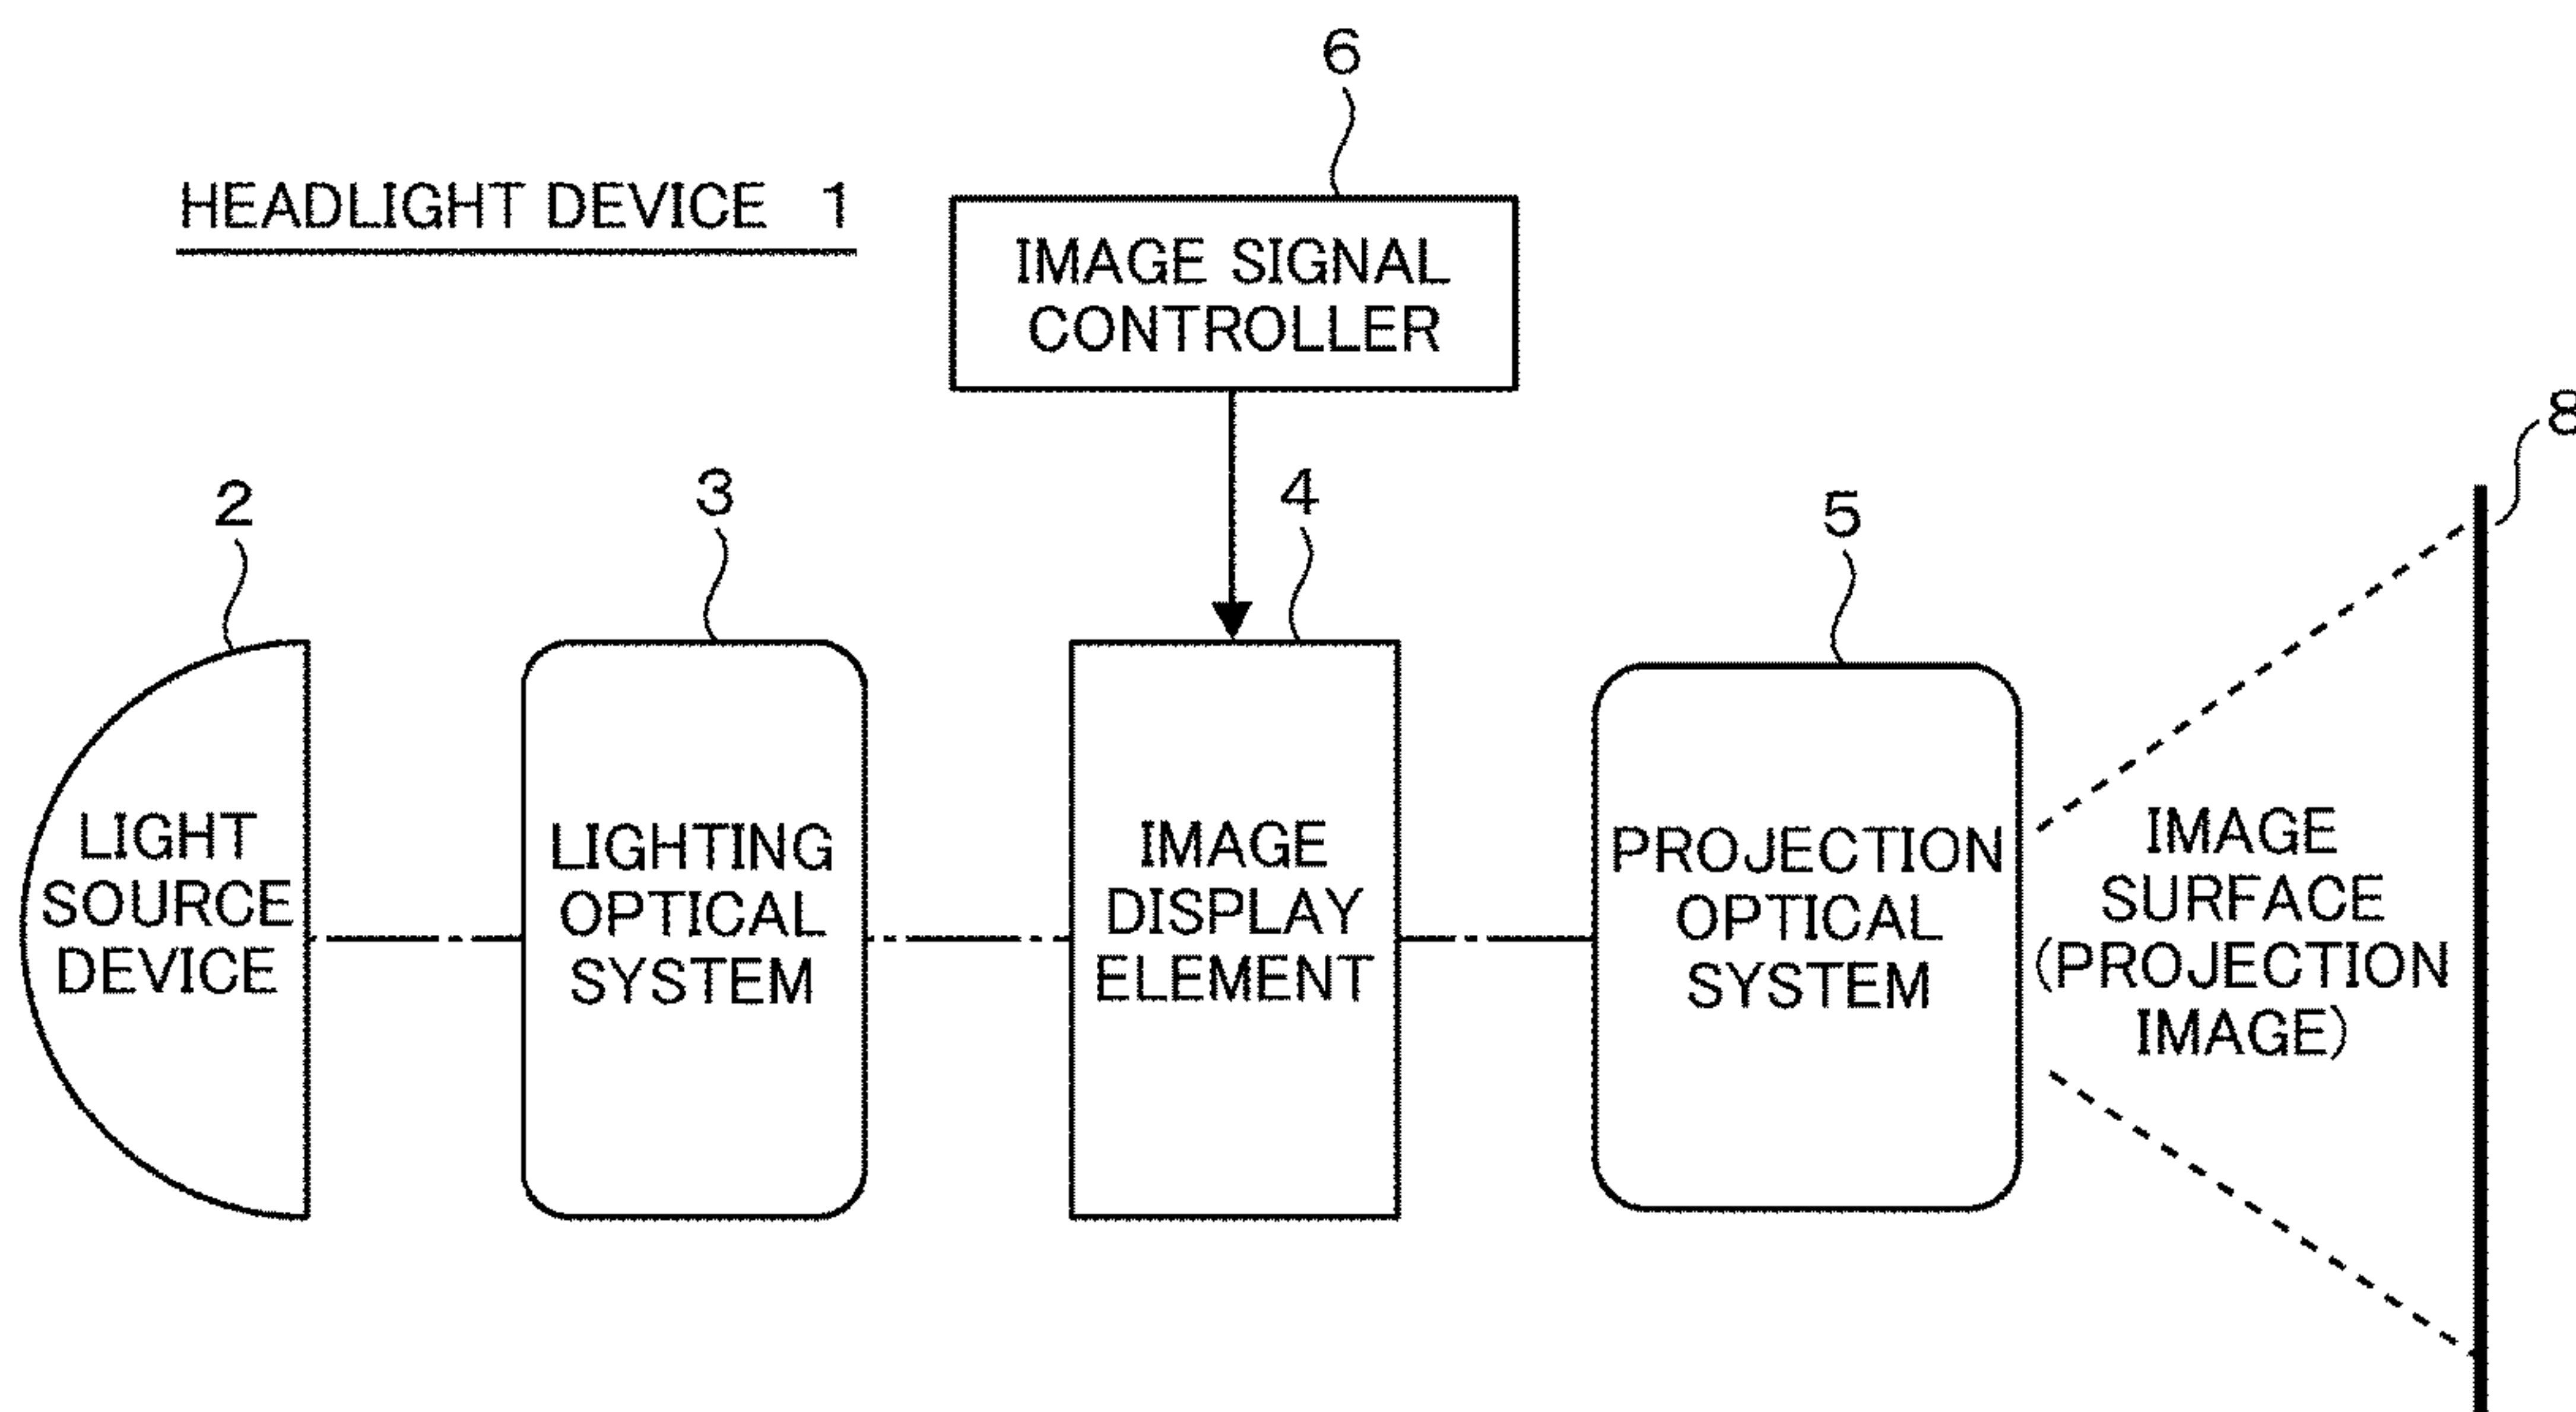 6
HEADLIGHT DEVICE 1
IMAGE SIGNAL
CONTROLLER
8
2
3
4
5
LIGHT
SOURCE
DEVICE
LIGHTING
OPTICAL
SYSTEM
IMAGE
DISPLAY
ELEMENT
PROJECTION
OPTICAL
SYSTEM
IMAGE
SURFACE
(PROJECTION
IMAGE)